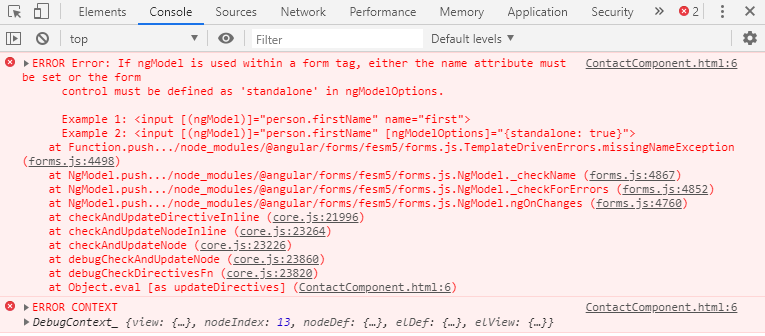 Elements Console Sources Network Performance Memory Application Security » 2
top Filter Default levels ▼
ERROR Error: If ngModel is used within a form tag, either the name attribute must ContactComponent.html:6
be set or the form
control must be defined as 'standalone' in ngModelOptions.
Example 1: <input [(ngModel)]="person.firstName" name="first">
Example 2: <input [(ngModel)]="person.firstName" [ngModelOptions]="{standalone: true}">
at Function.push.../node_modules/@angular/forms/fesm5/forms.js.TemplateDrivenErrors.missingNameException
(forms.js:4498)
at NgModel.push.../node_modules/@angular/forms/fesm5/forms.js.NgModel._checkName (forms.js:4867)
at NgModel.push.../node_modules/@angular/forms/fesm5/forms.js.NgModel._checkForErrors (forms.js:4852)
at NgModel.push.../node_modules/@angular/forms/fesm5/forms.js.NgModel.ngOnChanges (forms.js:4760)
at checkAndUpdateDirectiveInline (core.js:21996)
at checkAndUpdateNodeInline (core.js:23264)
at checkAndUpdateNode (core.js:23226)
at debugCheckAndUpdateNode (core.js:23860)
at debugCheckDirectivesFn (core.js:23820)
at Object.eval [as updateDirectives] (ContactComponent.html:6)
ERROR CONTEXT ContactComponent.html:6
DebugContext_ {view: {…}, nodeIndex: 13, nodeDef: {…}, elDef: {…}, elView: {…}}